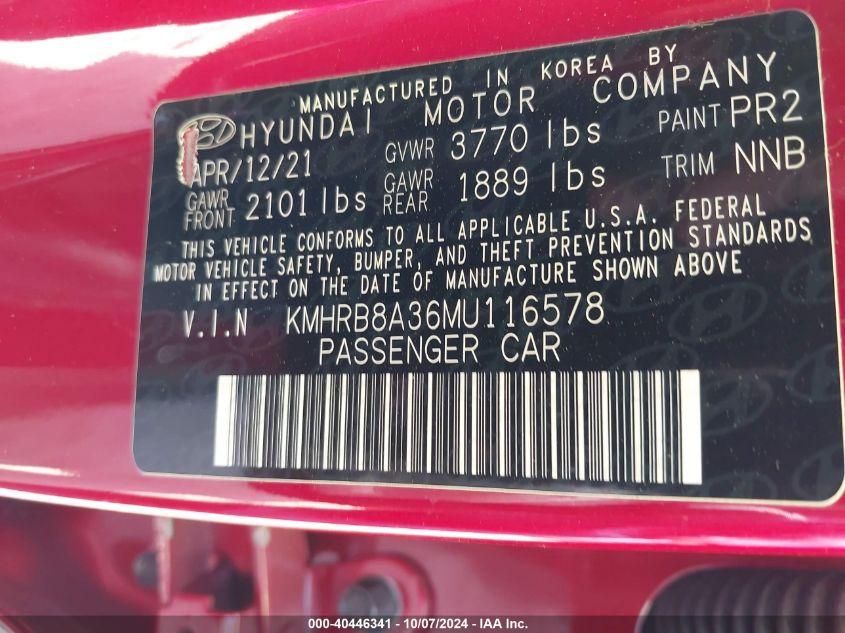 MANUFACTURED IN KOREA BY
HYUNDAI MOTOR COMPANY
APR/12/21 GVWR 3770 lbs PAINT PR2
GAWR FRONT 2101 lbs GAWR REAR 1889 lbs TRIM NNB
THIS VEHICLE CONFORMS TO ALL APPLICABLE U.S.A. FEDERAL
MOTOR VEHICLE SAFETY, BUMPER, AND THEFT PREVENTION STANDARDS
IN EFFECT ON THE DATE OF MANUFACTURE SHOWN ABOVE
V.I.N KMHRB8A36MU116578
PASSENGER CAR
000-40446341 - 10/07/2024 - IAA Inc.